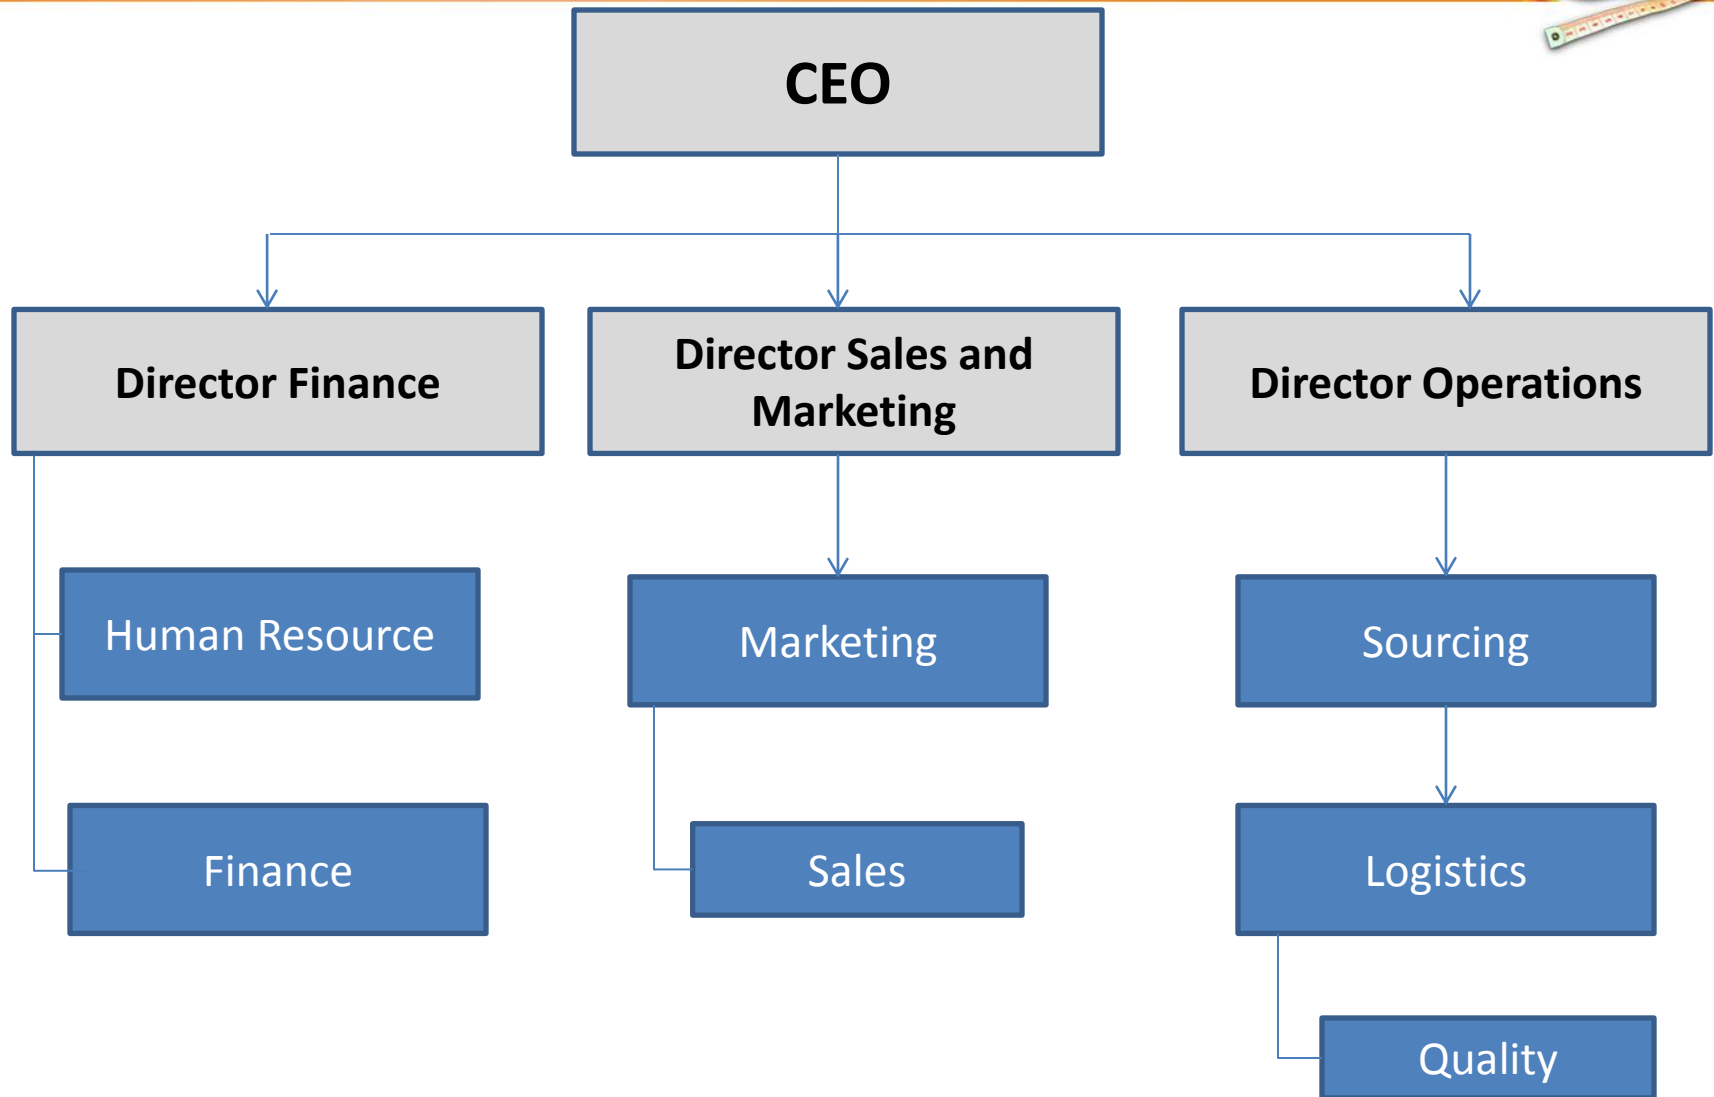 CEO
Director Finance
Director Sales and
Marketing
Director Operations
Human Resource
Marketing
Sourcing
Finance
Sales
Logistics
Quality